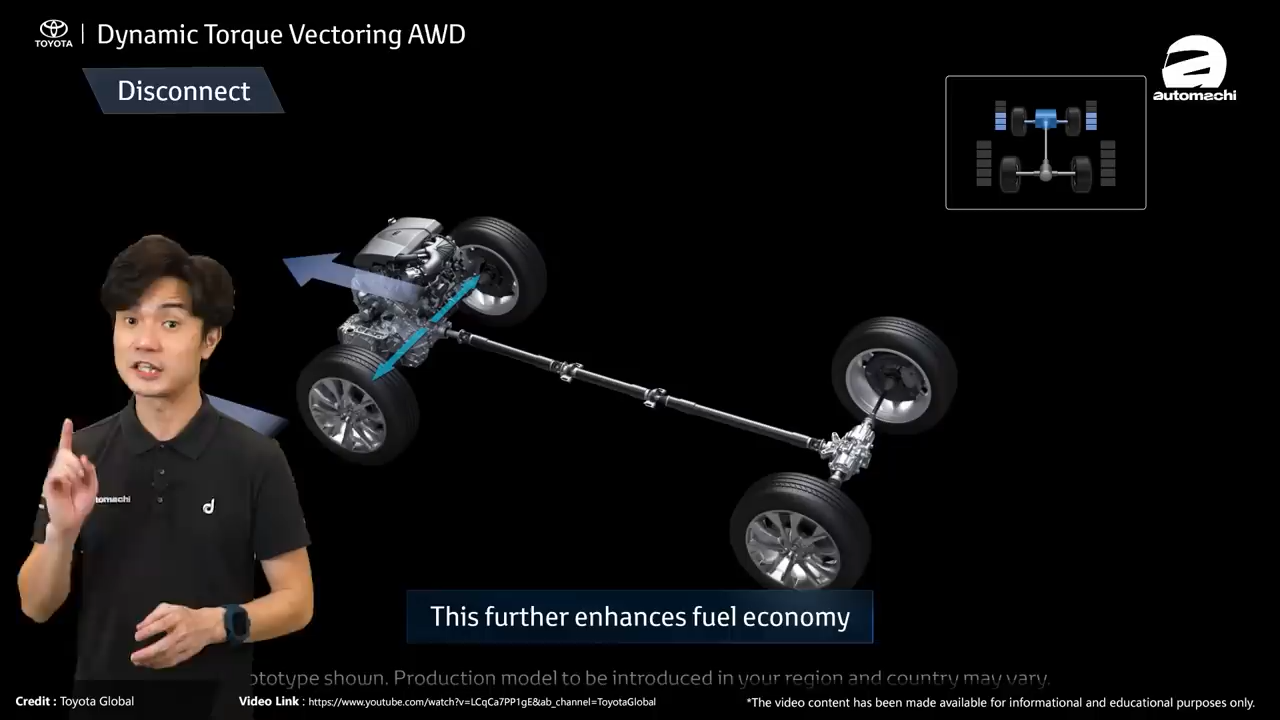 TOYOTA
Dynamic Torque Vectoring AWD
Disconnect
automachi
tomachi
d
This further enhances fuel economy
ototype shown. Production model to be introduced in your region and country may vary.
Credit : Toyota Global
Video Link : https://www.youtube.com/watch?v=LCqCa7PP1gE&ab_channel=ToyotaGlobal
*The video content has been made available for informational and educational purposes only.